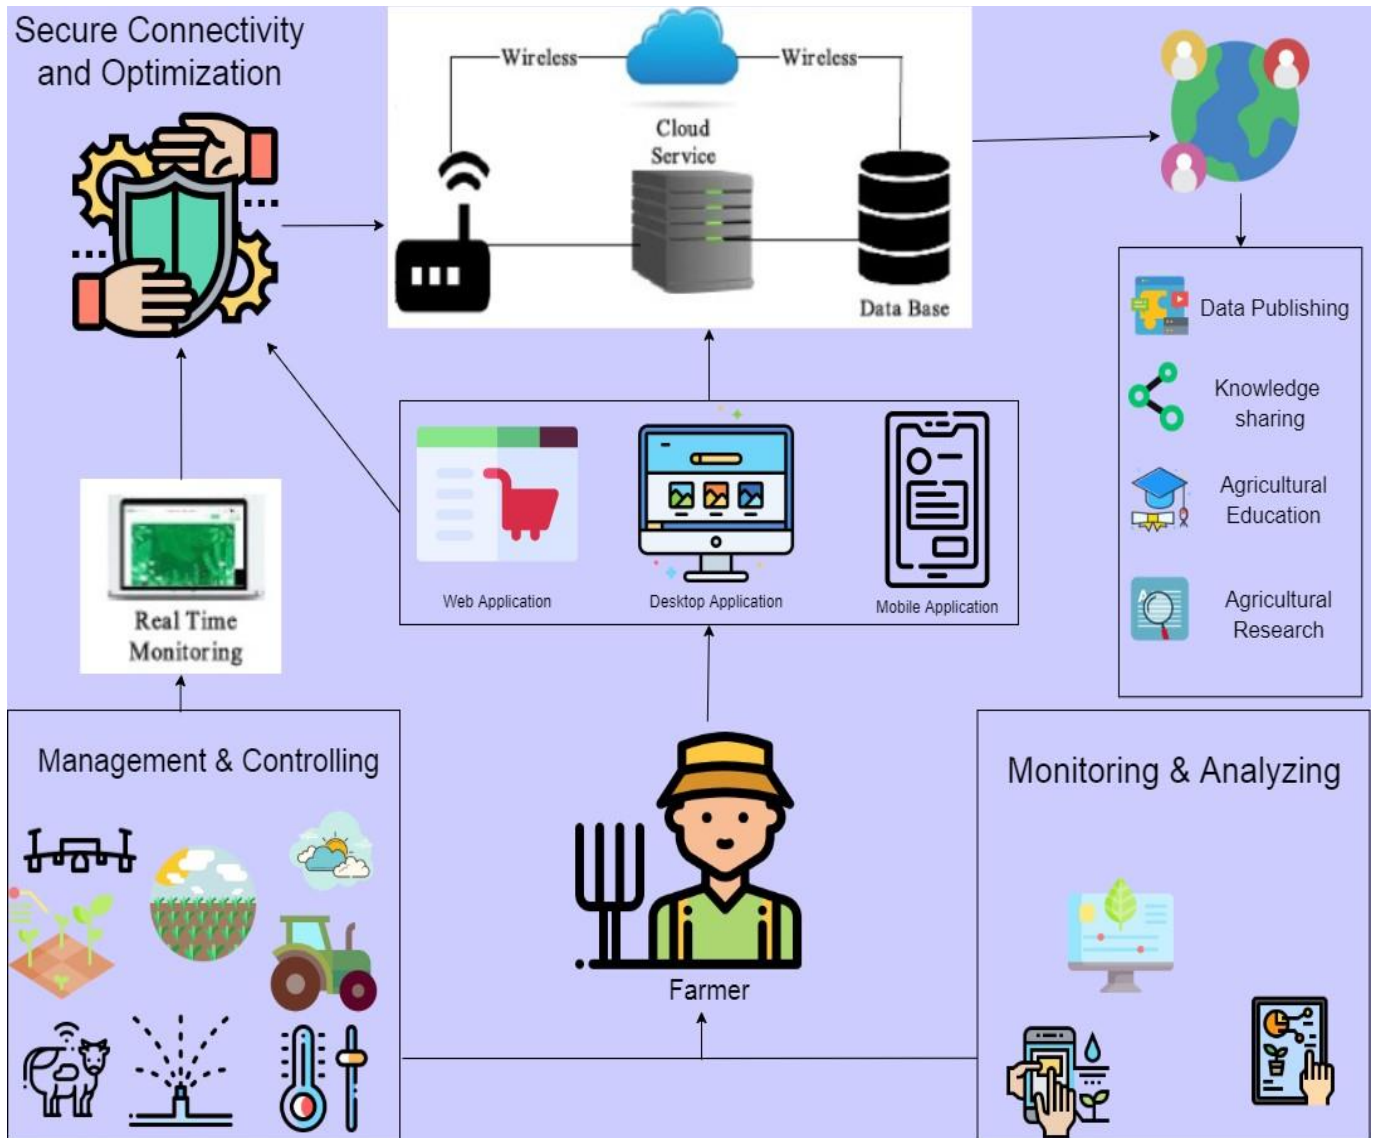 Secure Connectivity
and Optimization
Wireless
Wireless
Cloud
Service
Data Base
Data Publishing
Knowledge
sharing
Agricultural
Education
Agricultural
Research
Web Application
Desktop Application
Mobile Application
Real Time
Monitoring
Management & Controlling
Farmer
Monitoring & Analyzing